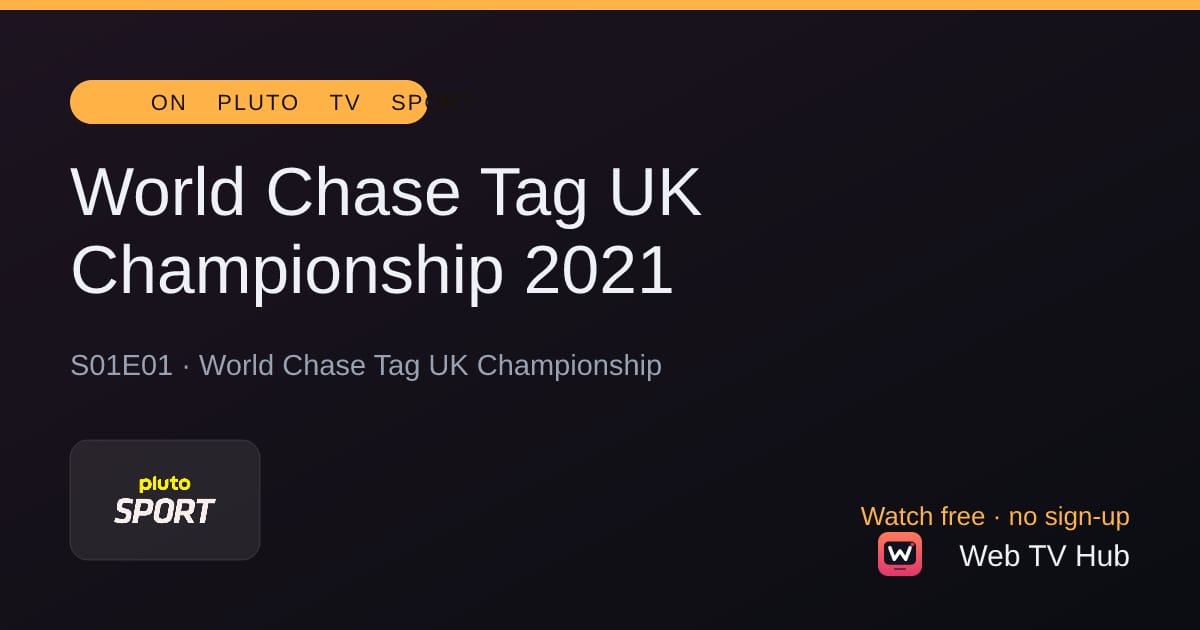 ON PLUTO TV SPORT
World Chase Tag UK
Championship 2021
S01E01 · World Chase Tag UK Championship
pluto
SPORT
Watch free · no sign-up
W
Web TV Hub